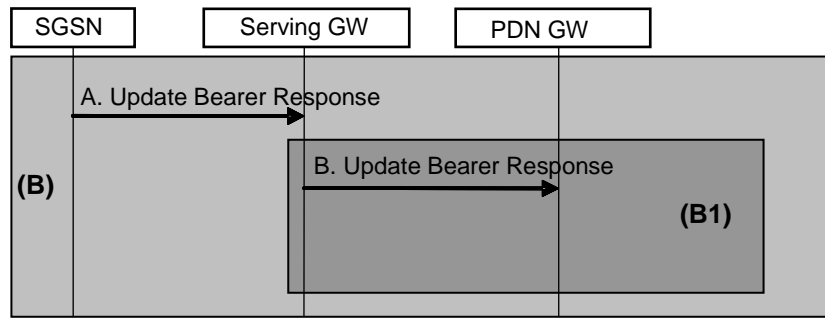 SGSN
Serving GW
PDN GW
A. Update Bearer Response
B. Update Bearer Response
(B)
(B1)